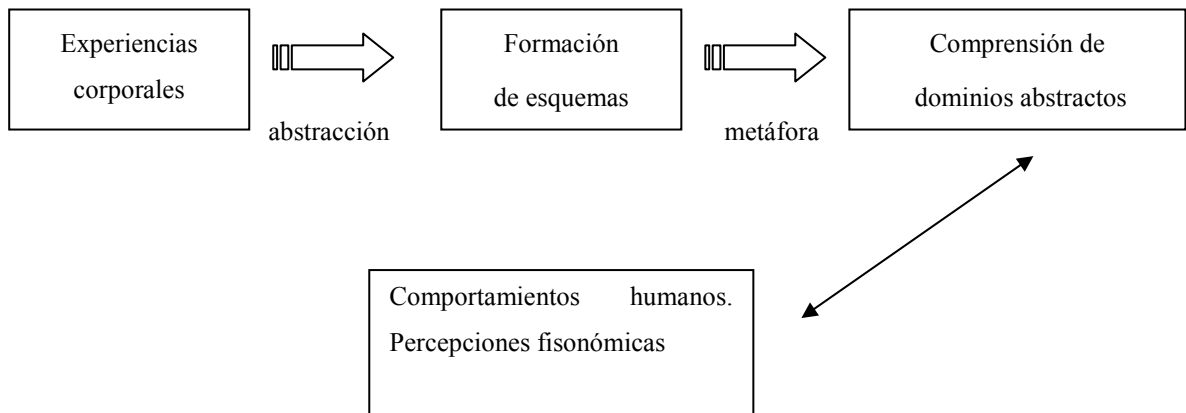 Experiencias
corporales
abstracción
Formación
de esquemas
metáfora
Comprensión de
dominios abstractos
Comportamientos humanos.
Percepciones fisonómicas